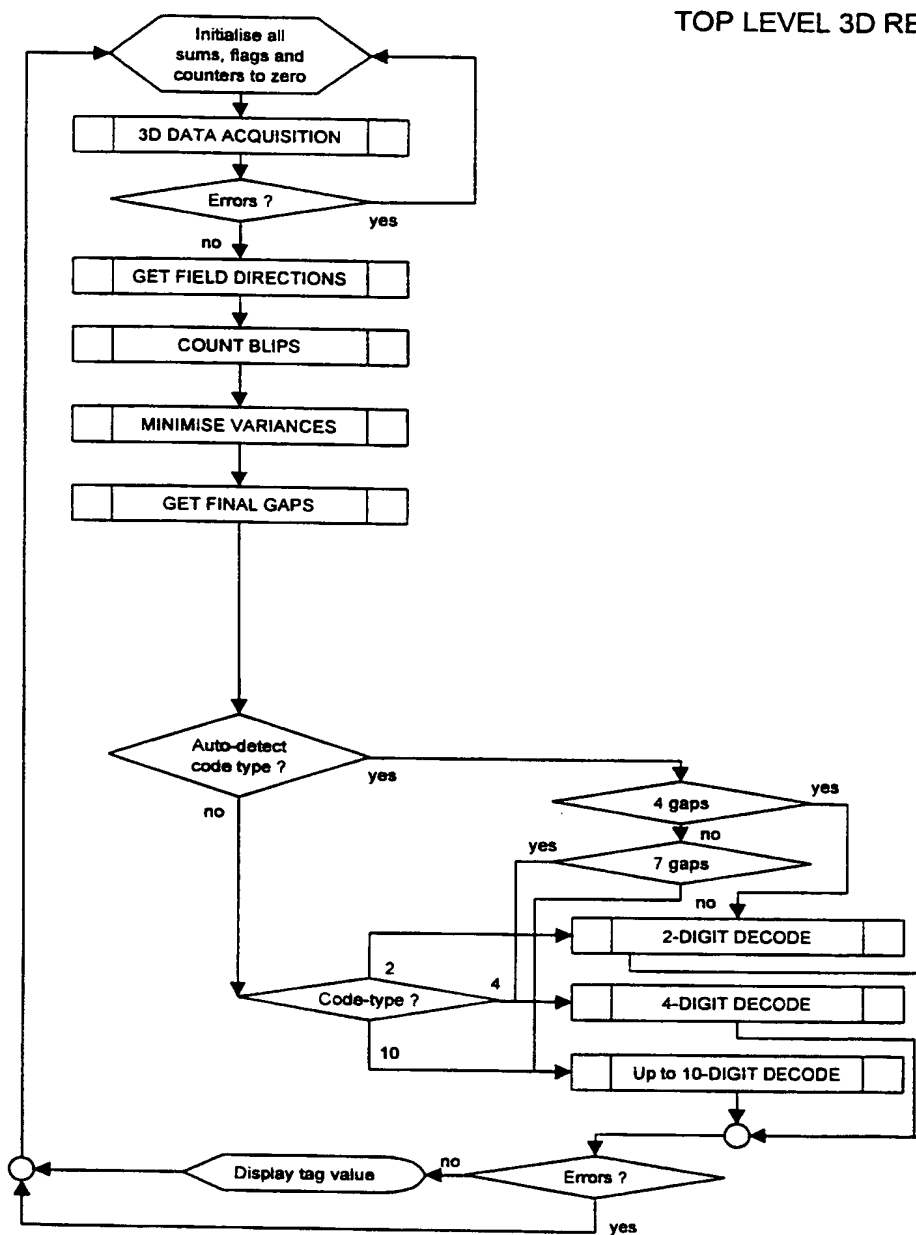 TOP LEVEL 3D RE
Initialise all
sums, flags and
counters to zero
3D DATA ACQUISITION
Errors ?
yes
no
GET FIELD DIRECTIONS
COUNT BLIPS
MINIMISE VARIANCES
GET FINAL GAPS
Auto-detect
code type ?
yes
no
4 gaps
yes
no
yes
7 gaps
no
2-DIGIT DECODE
2
Code-type ?
4
4-DIGIT DECODE
10
Up to 10-DIGIT DECODE
Display tag value
no
Errors ?
yes